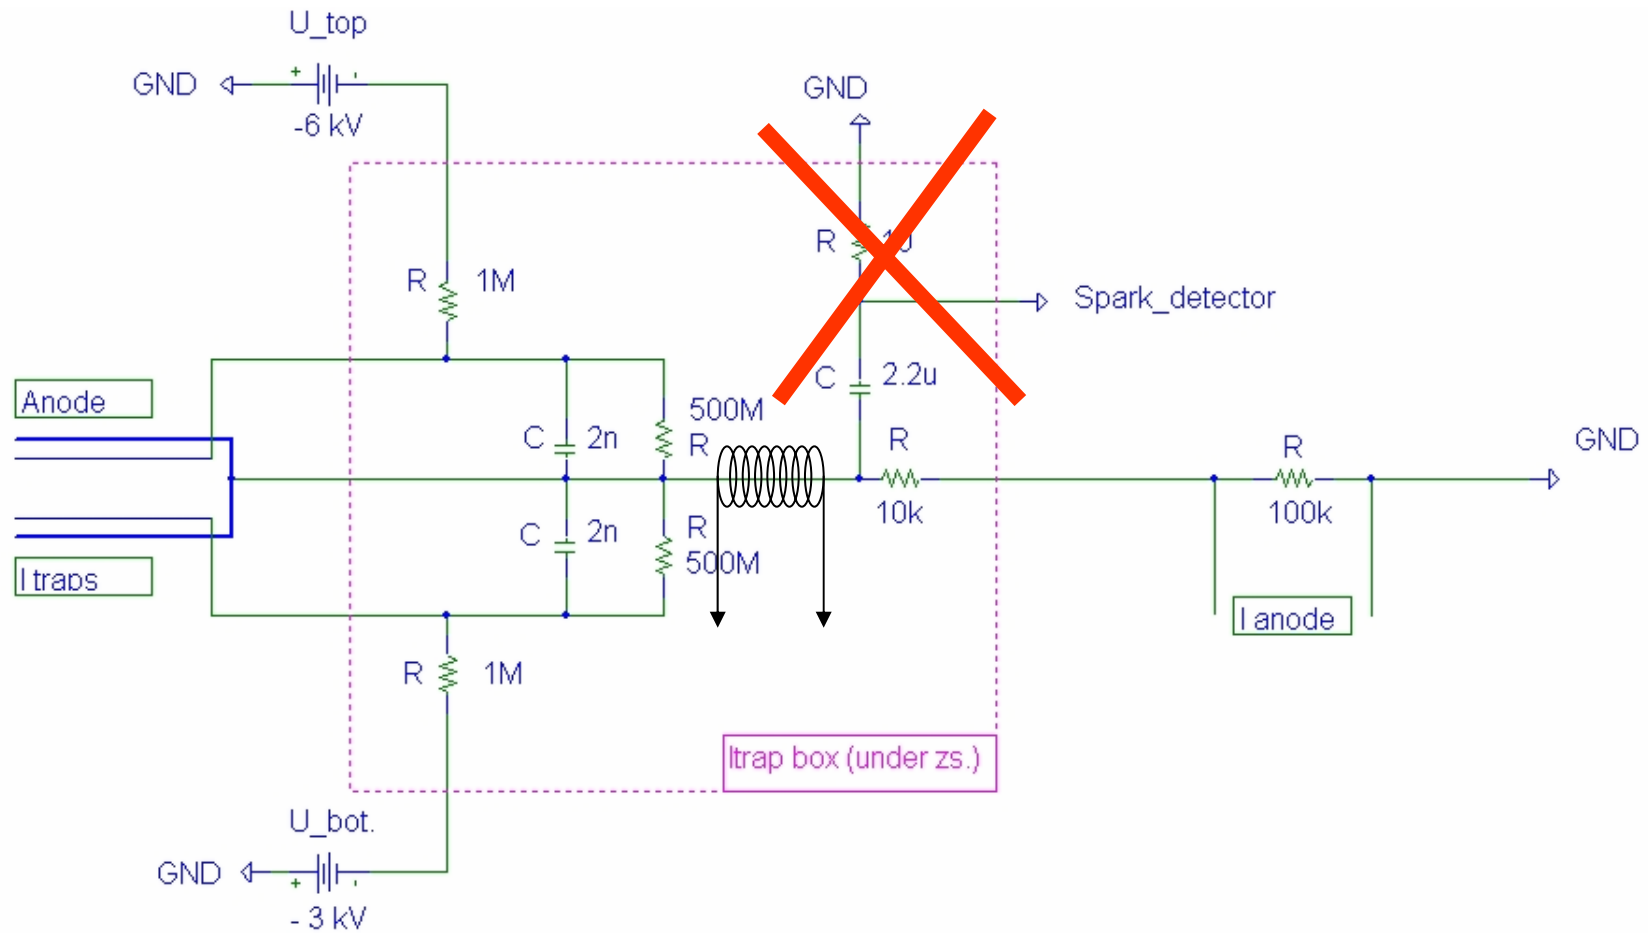 U_top
GND
+
-
-6 kV
GND
R
R
1M
Spark_detector
C
2.2u
Anode
500M
C
2n
R
R
GND
R
10k
100k
C
2n
R
500M
I traps
I anode
R
1M
Itrap box (under zs.)
U_bot.
GND
+
-
- 3 kV